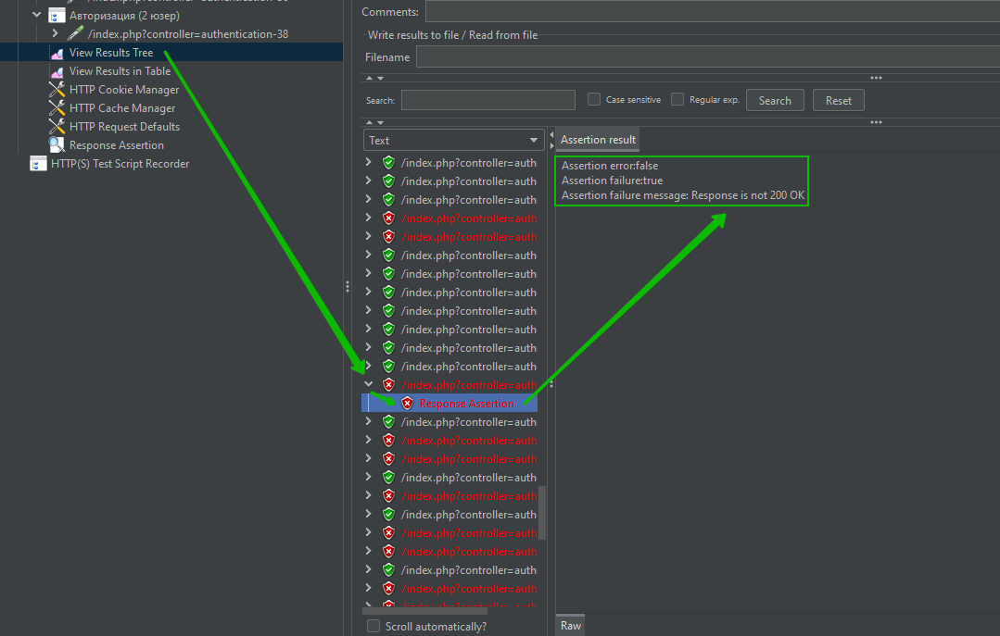 Авторизация (2 юзер)
/index.php?controller=authentication-38
View Results Tree
View Results in Table
HTTP Cookie Manager
HTTP Cache Manager
HTTP Request Defaults
Response Assertion
HTTP(S) Test Script Recorder
Comments:
Write results to file / Read from file
Filename
Search:
Case sensitive
Regular exp.
Search
Reset
Text
/index.php?controller=auth
/index.php?controller=auth
/index.php?controller=auth
/index.php?controller=auth
/index.php?controller=auth
/index.php?controller=auth
/index.php?controller=auth
/index.php?controller=auth
/index.php?controller=auth
/index.php?controller=auth
/index.php?controller=auth
/index.php?controller=auth
/index.php?controller=auth
Response Assertion
/index.php?controller=auth
/index.php?controller=auth
/index.php?controller=auth
/index.php?controller=auth
/index.php?controller=auth
/index.php?controller=auth
/index.php?controller=auth
/index.php?controller=auth
/index.php?controller=auth
/index.php?controller=auth
/index.php?controller=auth
Scroll automatically?
Assertion result
Assertion error:false
Assertion failure:true
Assertion failure message: Response is not 200 OK
Raw